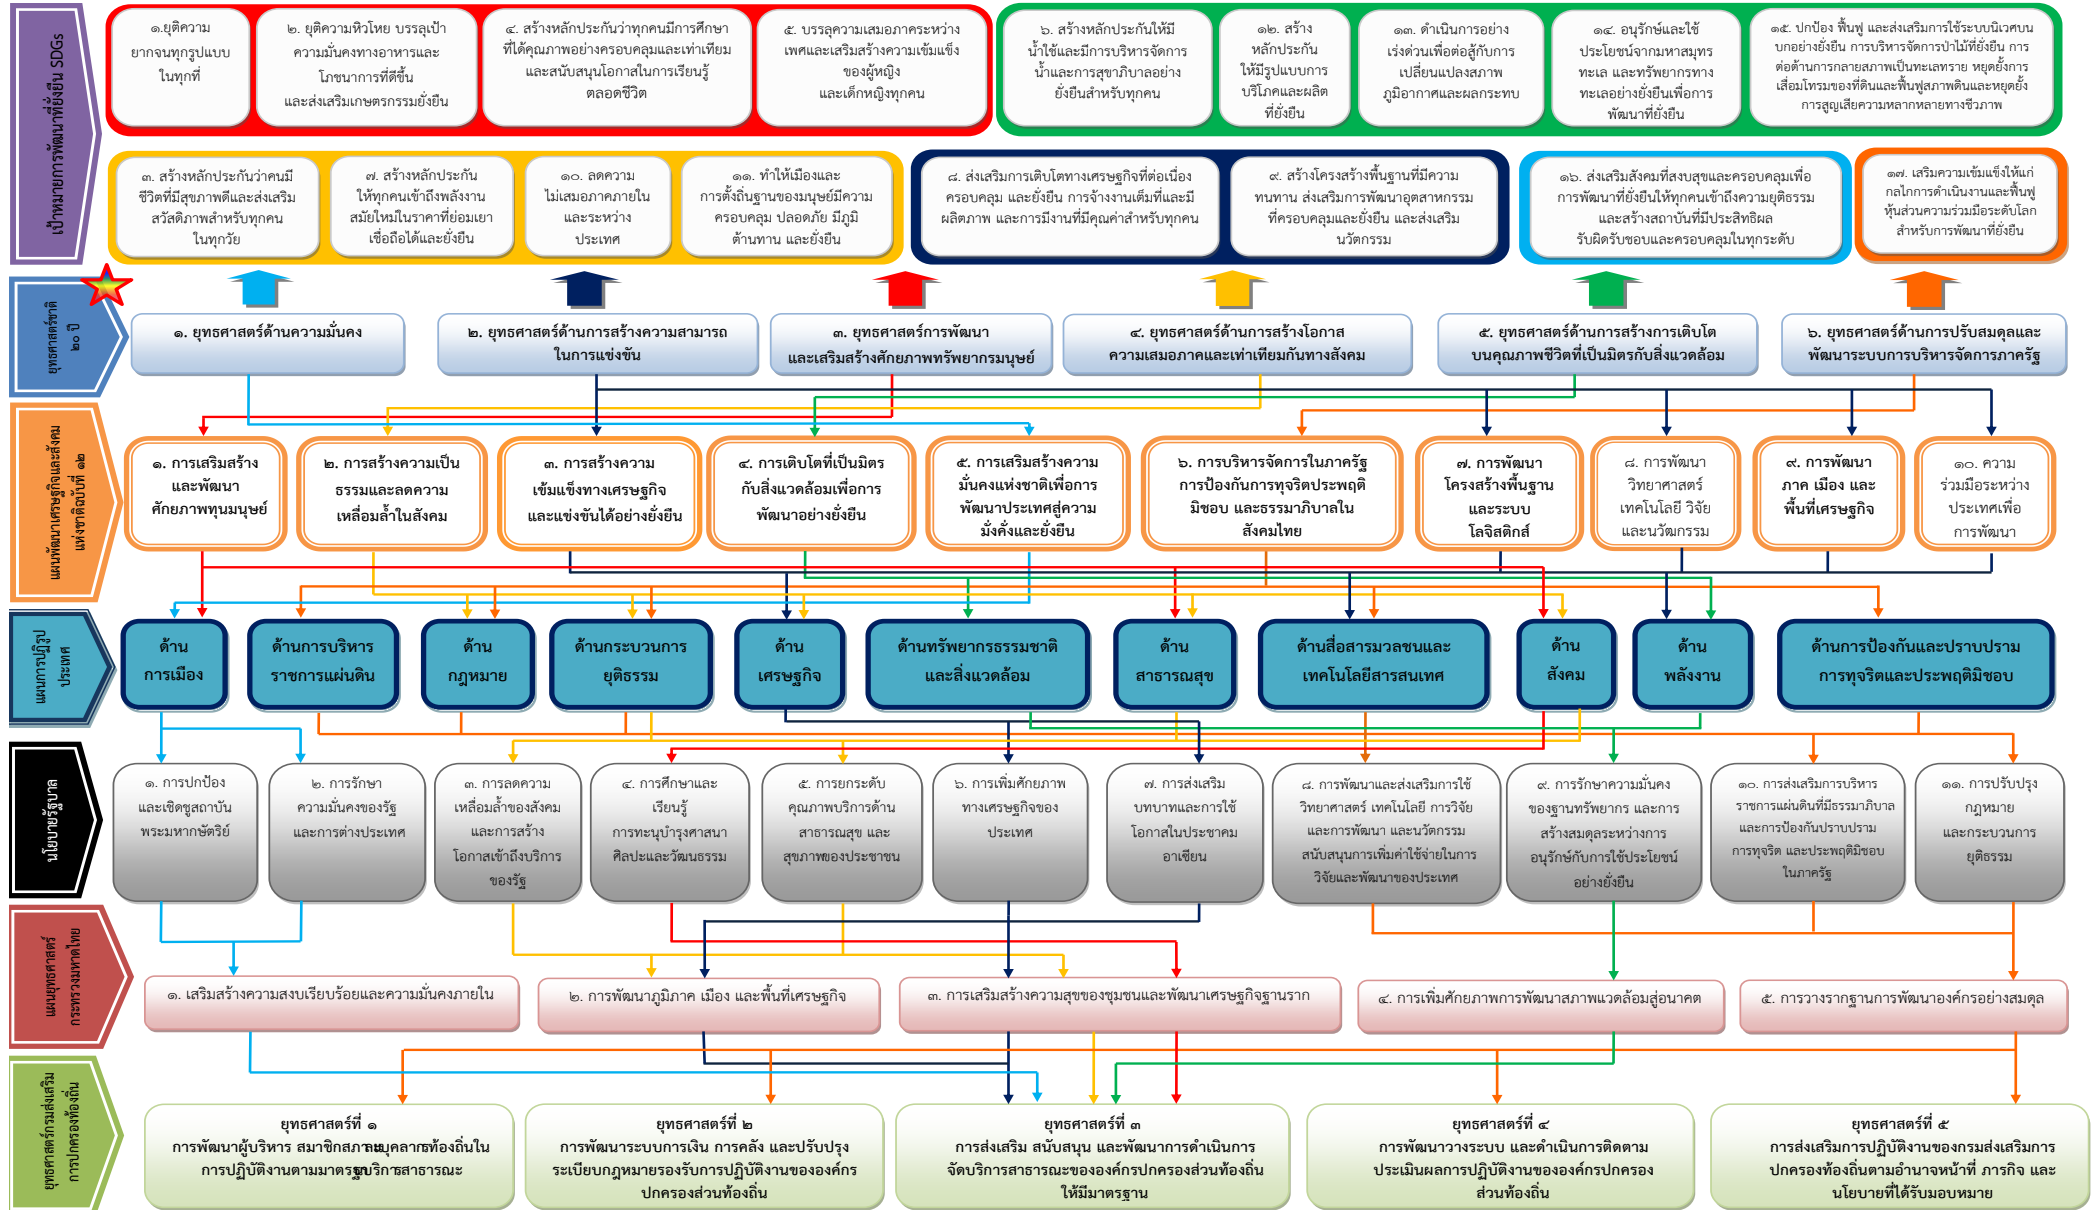 เป้าหมายการพัฒนาที่ยั่งยืน SDGs
๑.ยุติความ
ยากจนทุกรูปแบบ
ในทุกที่
๒. ยุติความหิวโหย บรรลุเป้า
ความมั่นคงทางอาหารและ
โภชนาการที่ดีขึ้น
และส่งเสริมเกษตรกรรมยั่งยืน
๔. สร้างหลักประกันว่าทุกคนมีการศึกษา
ที่ได้คุณภาพอย่างครอบคลุมและเท่าเทียม
และสนับสนุนโอกาสในการเรียนรู้
ตลอดชีวิต
๕. บรรลุความเสมอภาคระหว่าง
เพศและเสริมสร้างความเข้มแข็ง
ของผู้หญิง
และเด็กหญิงทุกคน
๖. สร้างหลักประกันให้มี
น้ำใช้และมีการบริหารจัดการ
น้ำและการสุขาภิบาลอย่าง
ยั่งยืนสำหรับทุกคน
๑๒. สร้าง
หลักประกัน
ให้มีรูปแบบการ
บริโภคและผลิต
ที่ยั่งยืน
๑๓. ดำเนินการอย่าง
เร่งด่วนเพื่อต่อสู้กับการ
เปลี่ยนแปลงสภาพ
ภูมิอากาศและผลกระทบ
๑๔. อนุรักษ์และใช้
ประโยชน์จากมหาสมุทร
ทะเล และทรัพยากรทาง
ทะเลอย่างยั่งยืนเพื่อการ
พัฒนาที่ยั่งยืน
๑๕. ปกป้อง ฟื้นฟู และส่งเสริมการใช้ระบบนิเวศบน
บกอย่างยั่งยืน การบริหารจัดการป่าไม้ที่ยั่งยืน การ
ต่อต้านการกลายสภาพเป็นทะเลทราย หยุดยั้งการ
เสื่อมโทรมของที่ดินและฟื้นฟูสภาพดินและหยุดยั้ง
การสูญเสียความหลากหลายทางชีวภาพ
๓. สร้างหลักประกันว่าคนมี
ชีวิตที่มีสุขภาพดีและส่งเสริม
สวัสดิภาพสำหรับทุกคน
ในทุกวัย
๗. สร้างหลักประกัน
ให้ทุกคนเข้าถึงพลังงาน
สมัยใหม่ในราคาที่ย่อมเยา
เชื่อถือได้และยั่งยืน
๑๐. ลดความ
ไม่เสมอภาคภายใน
และระหว่าง
ประเทศ
๑๑. ทำให้เมืองและ
การตั้งถิ่นฐานของมนุษย์มีความ
ครอบคลุม ปลอดภัย มีภูมิ
ต้านทาน และยั่งยืน
๘. ส่งเสริมการเติบโตทางเศรษฐกิจที่ต่อเนื่อง
ครอบคลุม และยั่งยืน การจ้างงานเต็มที่และมี
ผลิตภาพ และการมีงานที่มีคุณค่าสำหรับทุกคน
๙. สร้างโครงสร้างพื้นฐานที่มีความ
ทนทาน ส่งเสริมการพัฒนาอุตสาหกรรม
ที่ครอบคลุมและยั่งยืน และส่งเสริม
นวัตกรรม
๑๖. ส่งเสริมสังคมที่สงบสุขและครอบคลุมเพื่อ
การพัฒนาที่ยั่งยืนให้ทุกคนเข้าถึงความยุติธรรม
และสร้างสถาบันที่มีประสิทธิผล
รับผิดรับชอบและครอบคลุมในทุกระดับ
๑๗. เสริมความเข้มแข็งให้แก่
กลไกการดำเนินงานและฟื้นฟู
หุ้นส่วนความร่วมมือระดับโลก
สำหรับการพัฒนาที่ยั่งยืน
ยุทธศาสตร์ชาติ
๒๐ ปี
๑. ยุทธศาสตร์ด้านความมั่นคง
๒. ยุทธศาสตร์ด้านการสร้างความสามารถ
ในการแข่งขัน
๓. ยุทธศาสตร์การพัฒนา
และเสริมสร้างศักยภาพทรัพยากรมนุษย์
๔. ยุทธศาสตร์ด้านการสร้างโอกาส
ความเสมอภาคและเท่าเทียมกันทางสังคม
๕. ยุทธศาสตร์ด้านการสร้างการเติบโต
บนคุณภาพชีวิตที่เป็นมิตรกับสิ่งแวดล้อม
๖. ยุทธศาสตร์ด้านการปรับสมดุลและ
พัฒนาระบบการบริหารจัดการภาครัฐ
แผนพัฒนาเศรษฐกิจและสังคม
แห่งชาติฉบับที่ ๑๒
๑. การเสริมสร้าง
และพัฒนา
ศักยภาพทุนมนุษย์
๒. การสร้างความเป็น
ธรรมและลดความ
เหลื่อมล้ำในสังคม
๓. การสร้างความ
เข้มแข็งทางเศรษฐกิจ
และแข่งขันได้อย่างยั่งยืน
๔. การเติบโตที่เป็นมิตร
กับสิ่งแวดล้อมเพื่อการ
พัฒนาอย่างยั่งยืน
๕. การเสริมสร้างความ
มั่นคงแห่งชาติเพื่อการ
พัฒนาประเทศสู่ความ
มั่งคั่งและยั่งยืน
๖. การบริหารจัดการในภาครัฐ
การป้องกันการทุจริตประพฤติ
มิชอบ และธรรมาภิบาลใน
สังคมไทย
๗. การพัฒนา
โครงสร้างพื้นฐาน
และระบบ
โลจิสติกส์
๘. การพัฒนา
วิทยาศาสตร์
เทคโนโลยี วิจัย
และนวัตกรรม
๙. การพัฒนา
ภาค เมือง และ
พื้นที่เศรษฐกิจ
๑๐. ความ
ร่วมมือระหว่าง
ประเทศเพื่อ
การพัฒนา
แผนการปฏิรูป
ประเทศ
ด้าน
การเมือง
ด้านการบริหาร
ราชการแผ่นดิน
ด้าน
กฎหมาย
ด้านกระบวนการ
ยุติธรรม
ด้าน
เศรษฐกิจ
ด้านทรัพยากรธรรมชาติ
และสิ่งแวดล้อม
ด้าน
สาธารณสุข
ด้านสื่อสารมวลชนและ
เทคโนโลยีสารสนเทศ
ด้าน
สังคม
ด้าน
พลังงาน
ด้านการป้องกันและปราบปราม
การทุจริตและประพฤติมิชอบ
นโยบายรัฐบาล
๑. การปกป้อง
และเชิดชูสถาบัน
พระมหากษัตริย์
๒. การรักษา
ความมั่นคงของรัฐ
และการต่างประเทศ
๓. การลดความ
เหลื่อมล้ำของสังคม
และการสร้าง
โอกาสเข้าถึงบริการ
ของรัฐ
๔. การศึกษาและ
เรียนรู้
การทะนุบำรุงศาสนา
ศิลปะและวัฒนธรรม
๕. การยกระดับ
คุณภาพบริการด้าน
สาธารณสุข และ
สุขภาพของประชาชน
๖. การเพิ่มศักยภาพ
ทางเศรษฐกิจของ
ประเทศ
๗. การส่งเสริม
บทบาทและการใช้
โอกาสในประชาคม
อาเซียน
๘. การพัฒนาและส่งเสริมการใช้
วิทยาศาสตร์ เทคโนโลยี การวิจัย
และการพัฒนา และนวัตกรรม
สนับสนุนการเพิ่มค่าใช้จ่ายในการ
วิจัยและพัฒนาของประเทศ
๙. การรักษาความมั่นคง
ของฐานทรัพยากร และการ
สร้างสมดุลระหว่างการ
อนุรักษ์กับการใช้ประโยชน์
อย่างยั่งยืน
๑๐. การส่งเสริมการบริหาร
ราชการแผ่นดินที่มีธรรมาภิบาล
และการป้องกันปราบปราม
การทุจริต และประพฤติมิชอบ
ในภาครัฐ
๑๑. การปรับปรุง
กฎหมาย
และกระบวนการ
ยุติธรรม
แผนยุทธศาสตร์
กระทรวงมหาดไทย
๑. เสริมสร้างความสงบเรียบร้อยและความมั่นคงภายใน
๒. การพัฒนาภูมิภาค เมือง และพื้นที่เศรษฐกิจ
๓. การเสริมสร้างความสุขของชุมชนและพัฒนาเศรษฐกิจฐานราก
๔. การเพิ่มศักยภาพการพัฒนาสภาพแวดล้อมสู่อนาคต
๕. การวางรากฐานการพัฒนาองค์กรอย่างสมดุล
ยุทธศาสตร์กรมส่งเสริม
การปกครองท้องถิ่น
ยุทธศาสตร์ที่ ๑
การพัฒนาผู้บริหาร สมาชิกสภา และบุคลากรท้องถิ่นใน
การปฏิบัติงานตามมาตรฐานบริการสาธารณะ
ยุทธศาสตร์ที่ ๒
การพัฒนาระบบการเงิน การคลัง และปรับปรุง
ระเบียบกฎหมายรองรับการปฏิบัติงานขององค์กร
ปกครองส่วนท้องถิ่น
ยุทธศาสตร์ที่ ๓
การส่งเสริม สนับสนุน และพัฒนาการดำเนินการ
จัดบริการสาธารณะขององค์กรปกครองส่วนท้องถิ่น
ให้มีมาตรฐาน
ยุทธศาสตร์ที่ ๔
การพัฒนาวางระบบ และดำเนินการติดตาม
ประเมินผลการปฏิบัติงานขององค์กรปกครอง
ส่วนท้องถิ่น
ยุทธศาสตร์ที่ ๕
การส่งเสริมการปฏิบัติงานของกรมส่งเสริมการ
ปกครองท้องถิ่นตามอำนาจหน้าที่ ภารกิจ และ
นโยบายที่ได้รับมอบหมาย